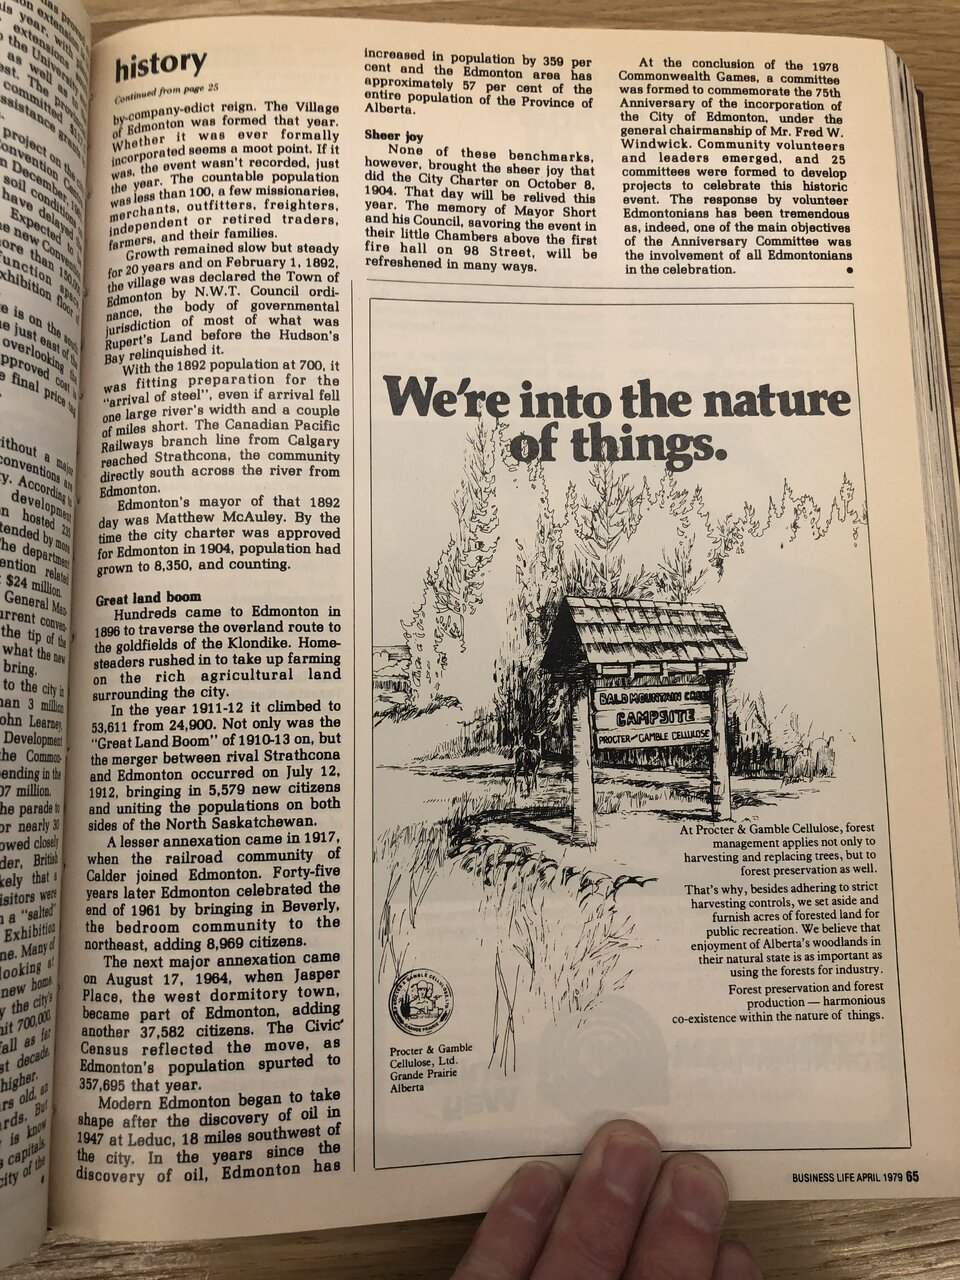 history
Continued from page 25
by-company-edict reign. The Village
of Edmonton was formed that year.
Whether it was ever formally
incorporated seems a moot point. If it
was, the event wasn't recorded, just
the year. The countable population
was less than 100, a few missionaries,
merchants, outfitters, freighters,
independent or retired traders,
farmers, and their families.
Growth remained slow but steady
for 20 years and on February 1, 1892,
the village was declared the Town of
Edmonton by N.W.T. Council ordi-
nance, the body of governmental
jurisdiction of most of what was
Rupert's Land before the Hudson's
Bay relinquished it.
With the 1892 population at 700, it
was fitting preparation for the
"arrival of steel", even if arrival fell
one large river's width and a couple
of miles short. The Canadian Pacific
Railways branch line from Calgary
reached Strathcona, the community
directly south across the river from
Edmonton.
Edmonton's mayor of that 1892
day was Matthew McAuley. By the
time the city charter was approved
for Edmonton in 1904, population had
grown to 8,350, and counting.
Great land boom
Hundreds came to Edmonton in
1896 to traverse the overland route to
the goldfields of the Klondike. Home-
steaders rushed in to take up farming
on the rich agricultural land
surrounding the city.
In the year 1911-12 it climbed to
53,611 from 24,900. Not only was the
"Great Land Boom" of 1910-13 on, but
the merger between rival Strathcona
and Edmonton occurred on July 12,
1912, bringing in 5,579 new citizens
and uniting the populations on both
sides of the North Saskatchewan.
A lesser annexation came in 1917,
when the railroad community of
Calder joined Edmonton. Forty-five
years later Edmonton celebrated the
end of 1961 by bringing in Beverly,
the bedroom community to the
northeast, adding 8,969 citizens.
The next major annexation came
on August 17, 1964, when Jasper
Place, the west dormitory town,
became part of Edmonton, adding
another 37,582 citizens. The Civic
Census reflected the move, as
Edmonton's population spurted to
357,695 that year.
Modern Edmonton began to take
shape after the discovery of oil in
1947 at Leduc, 18 miles southwest of
the city. In the years since the
discovery of oil, Edmonton has
increased in population by 359 per
cent and the Edmonton area has
approximately 57 per cent of the
entire population of the Province of
Alberta.
Sheer joy
None of these benchmarks,
however, brought the sheer joy that
did the City Charter on October 8,
1904. That day will be relived this
year. The memory of Mayor Short
and his Council, savoring the event in
their little Chambers above the first
fire hall on 98 Street, will be
refreshened in many ways.
At the conclusion of the 1978
Commonwealth Games, a committee
was formed to commemorate the 75th
Anniversary of the incorporation of
the City of Edmonton, under the
general chairmanship of Mr. Fred W.
Windwick. Community volunteers
and leaders emerged, and 25
committees were formed to develop
projects to celebrate this historic
event. The response by volunteer
Edmontonians has been tremendous
as, indeed, one of the main objectives
of the Anniversary Committee was
the involvement of all Edmontonians
in the celebration.
We're into the nature
of things.
BALD MOUNTAIN CREEK
CAMPSITE
PROCTER AND GAMBLE CELLULOSE
At Procter & Gamble Cellulose, forest
management applies not only to
harvesting and replacing trees, but to
forest preservation as well.
That's why, besides adhering to strict
harvesting controls, we set aside and
furnish acres of forested land for
public recreation. We believe that
enjoyment of Alberta's woodlands in
their natural state is as important as
using the forests for industry.
Forest preservation and forest
production — harmonious
co-existence within the nature of things.
Procter & Gamble
Cellulose, Ltd.
Grande Prairie
Alberta
BUSINESS LIFE APRIL 1979 65